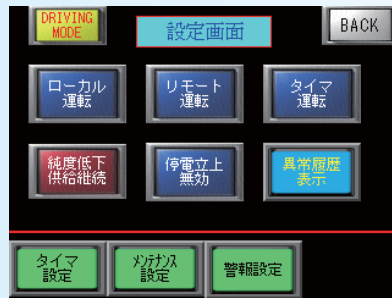 DRIVING
MODE
設定画面
BACK
ローカル
運転
リモート
運転
タイマ
運転
純度低下
供給継続
停電立上
無効
異常履歴
表示
タイマ
設定
メンテナンス
設定
警報設定